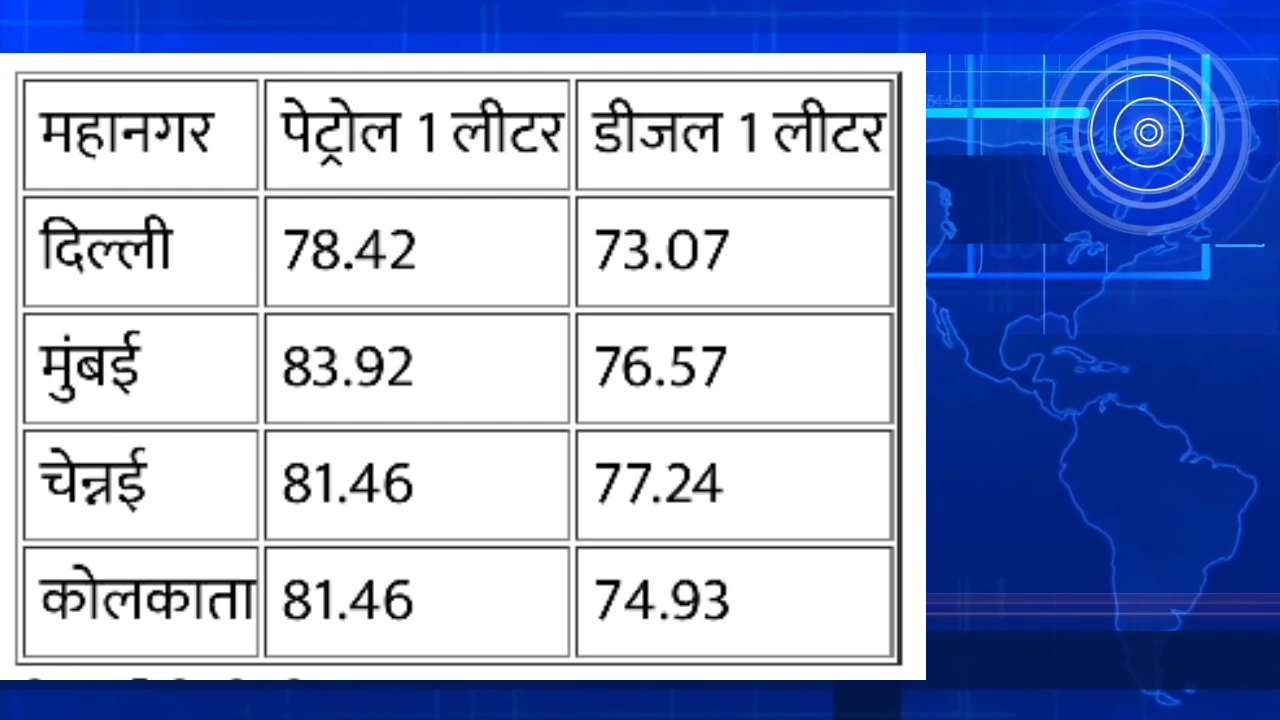 महानगर पेट्रोल 1 लीटर डीजल 1 लीटर
दिल्ली 78.42 73.07
मुंबई 83.92 76.57
चेन्नई 81.46 77.24
कोलकाता 81.46 74.93